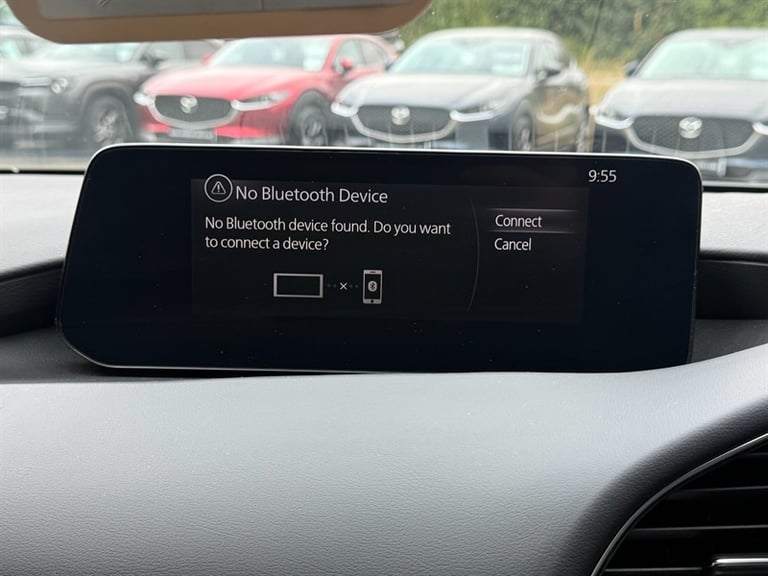 9:55
No Bluetooth Device
No Bluetooth device found. Do you want
to connect a device?
Connect
Cancel